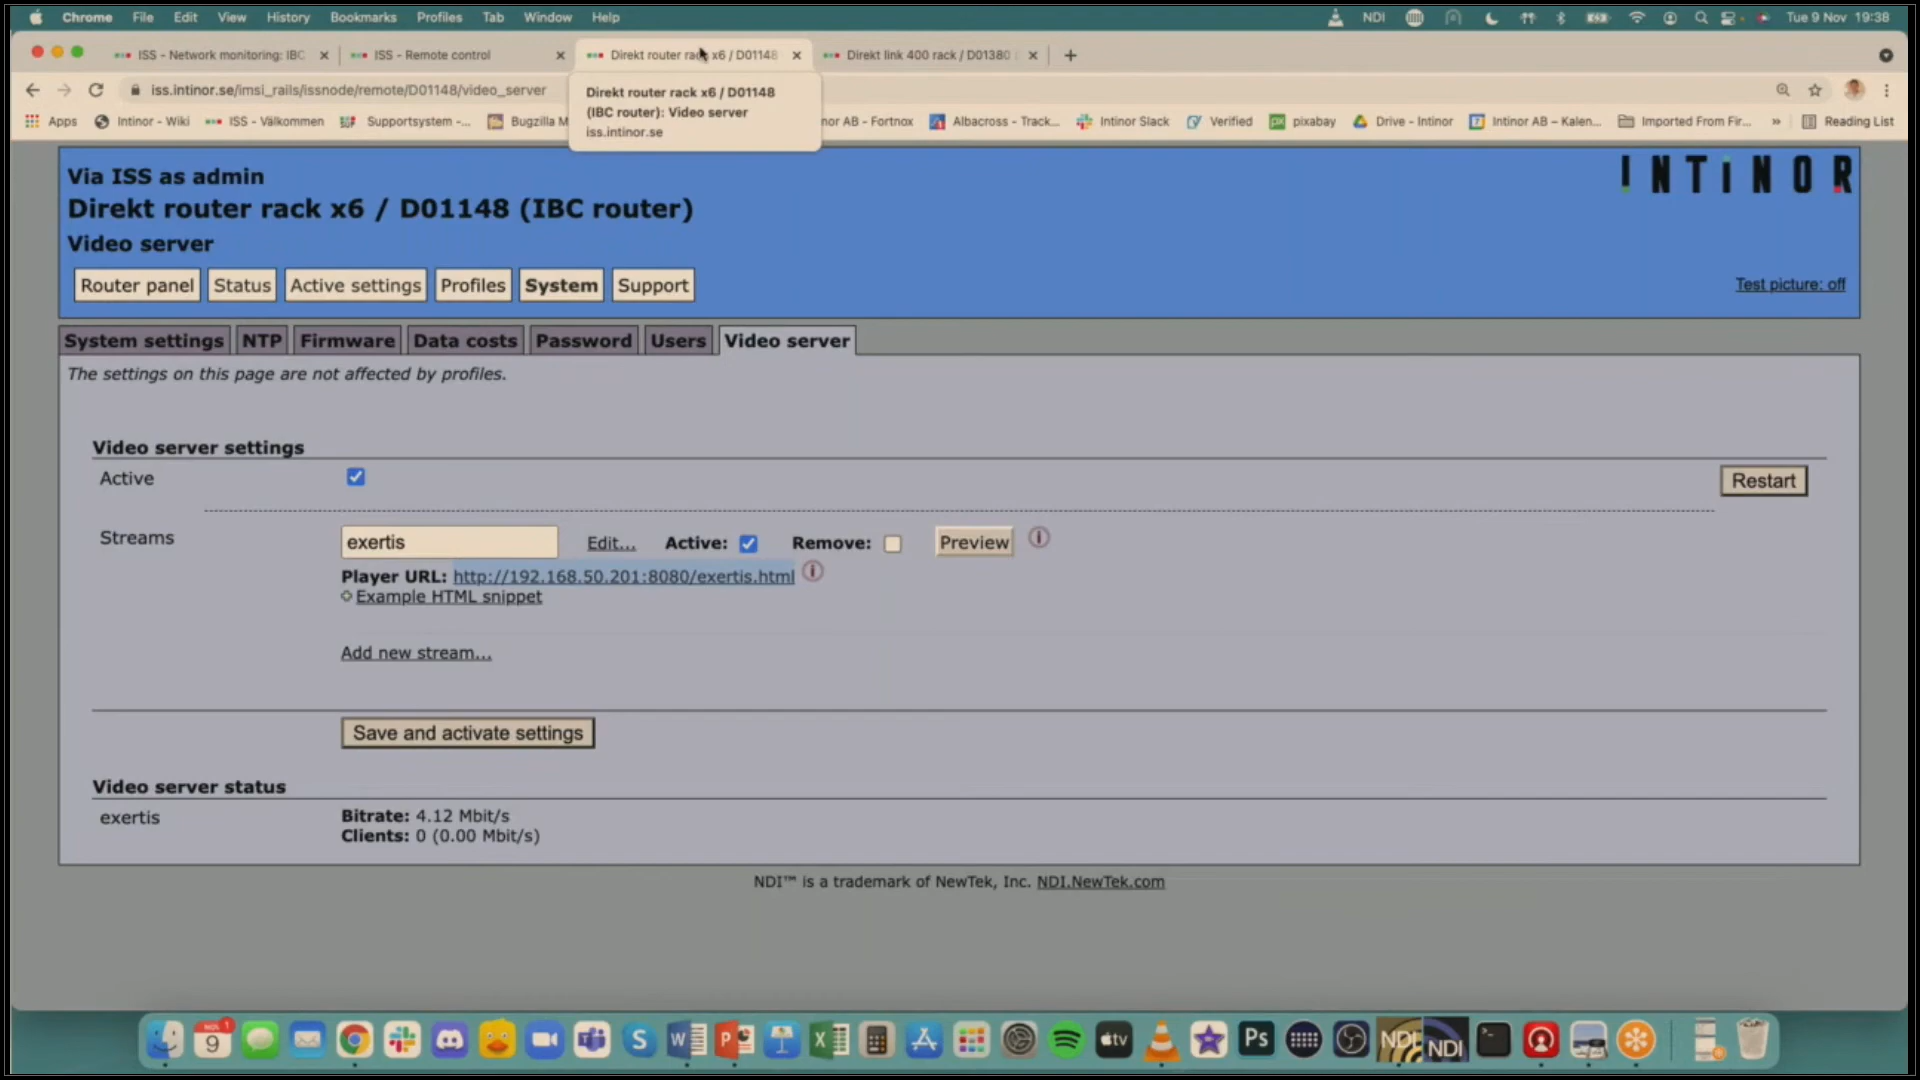 Chrome File Edit View History Bookmarks Profiles Tab Window Help NDI Tue 9 Nov 19:38
ISS - Network monitoring: IBC ISS - Remote control Direkt router rack x6 / D01148 Direkt link 400 rack / D01380
iss.intinor.se/imsi_rails/issnode/remote/D01148/video_server
Direkt router rack x6 / D01148
(IBC router): Video server
iss.intinor.se
Apps Intinor - Wiki ISS - Välkommen Supportsystem -... Bugzilla M nor AB - Fortnox Albacross - Track... Intinor Slack Verified pixabay Drive - Intinor Intinor AB – Kalen... Imported From Fir... » Reading List
Via ISS as admin
INTINOR
Direkt router rack x6 / D01148 (IBC router)
Video server
Router panel Status Active settings Profiles System Support
Test picture: off
System settings NTP Firmware Data costs Password Users Video server
The settings on this page are not affected by profiles.
Video server settings
Active
Restart
Streams exertis Edit... Active: Remove: Preview
Player URL: http://192.168.50.201:8080/exertis.html
Example HTML snippet
Add new stream...
Save and activate settings
Video server status
exertis Bitrate: 4.12 Mbit/s
Clients: 0 (0.00 Mbit/s)
NDI™ is a trademark of NewTek, Inc. NDI.NewTek.com
NOV 1
9 S W P X tv Ps NDI NDI